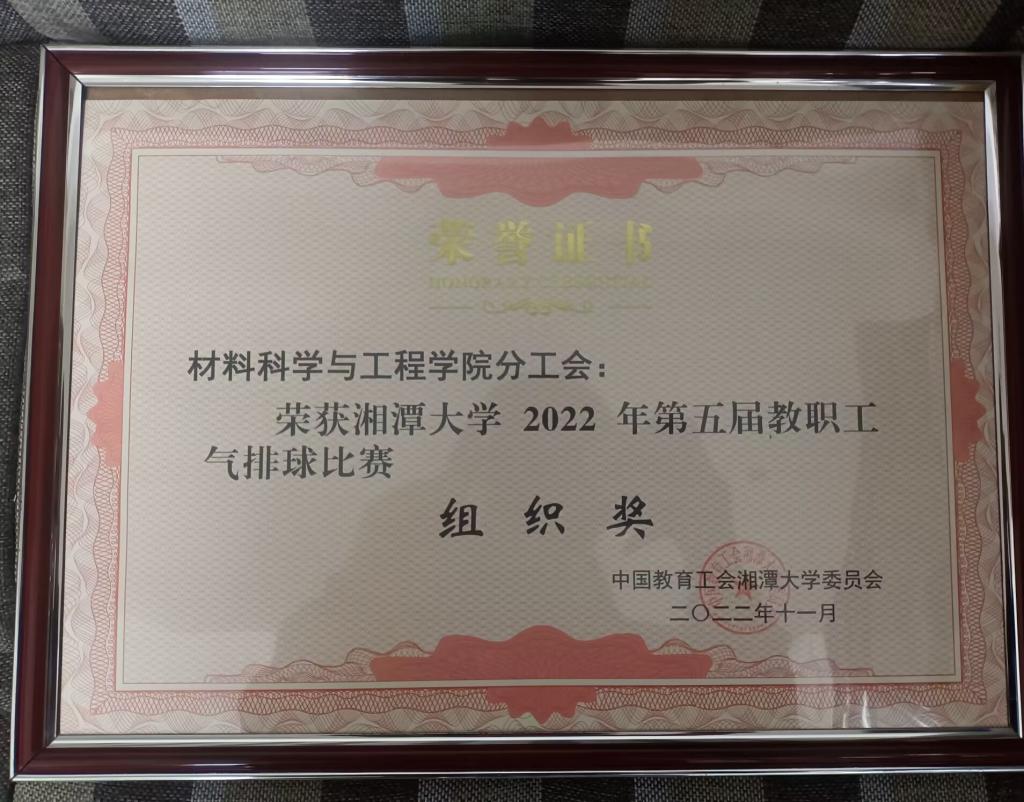 荣誉证书
材料科学与工程学院分工会：
荣获湘潭大学 2022 年第五届教职工
气排球比赛
组织奖
中国教育工会湘潭大学委员会
二〇二二年十一月